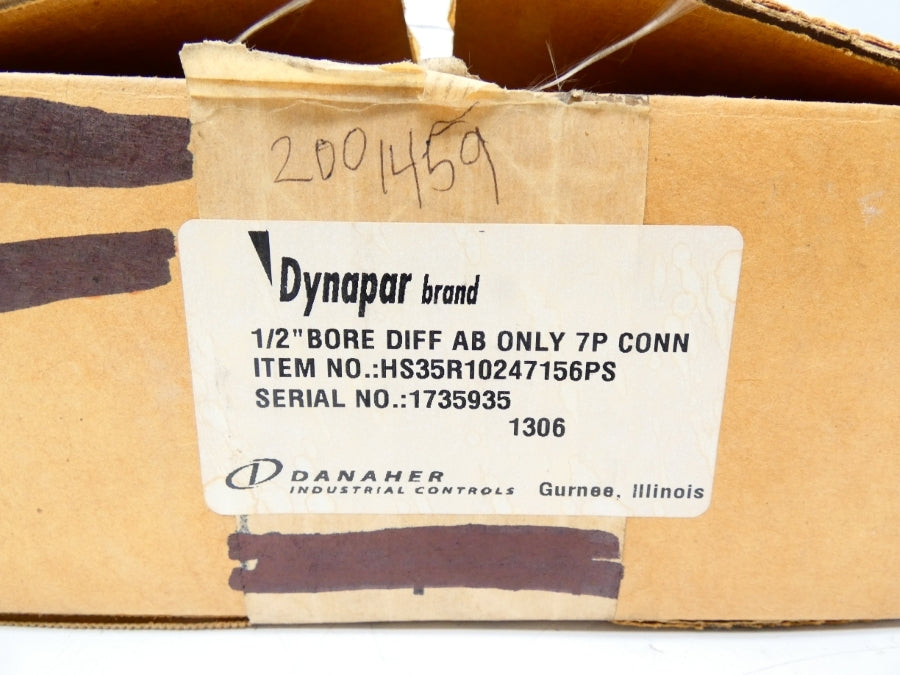 2001459
Dynapar brand
1/2"BORE DIFF AB ONLY 7P CONN
ITEM NO.:HS35R10247156PS
SERIAL NO.:1735935
1306
DANAHER
INDUSTRIAL CONTROLS Gurnee, Illinois